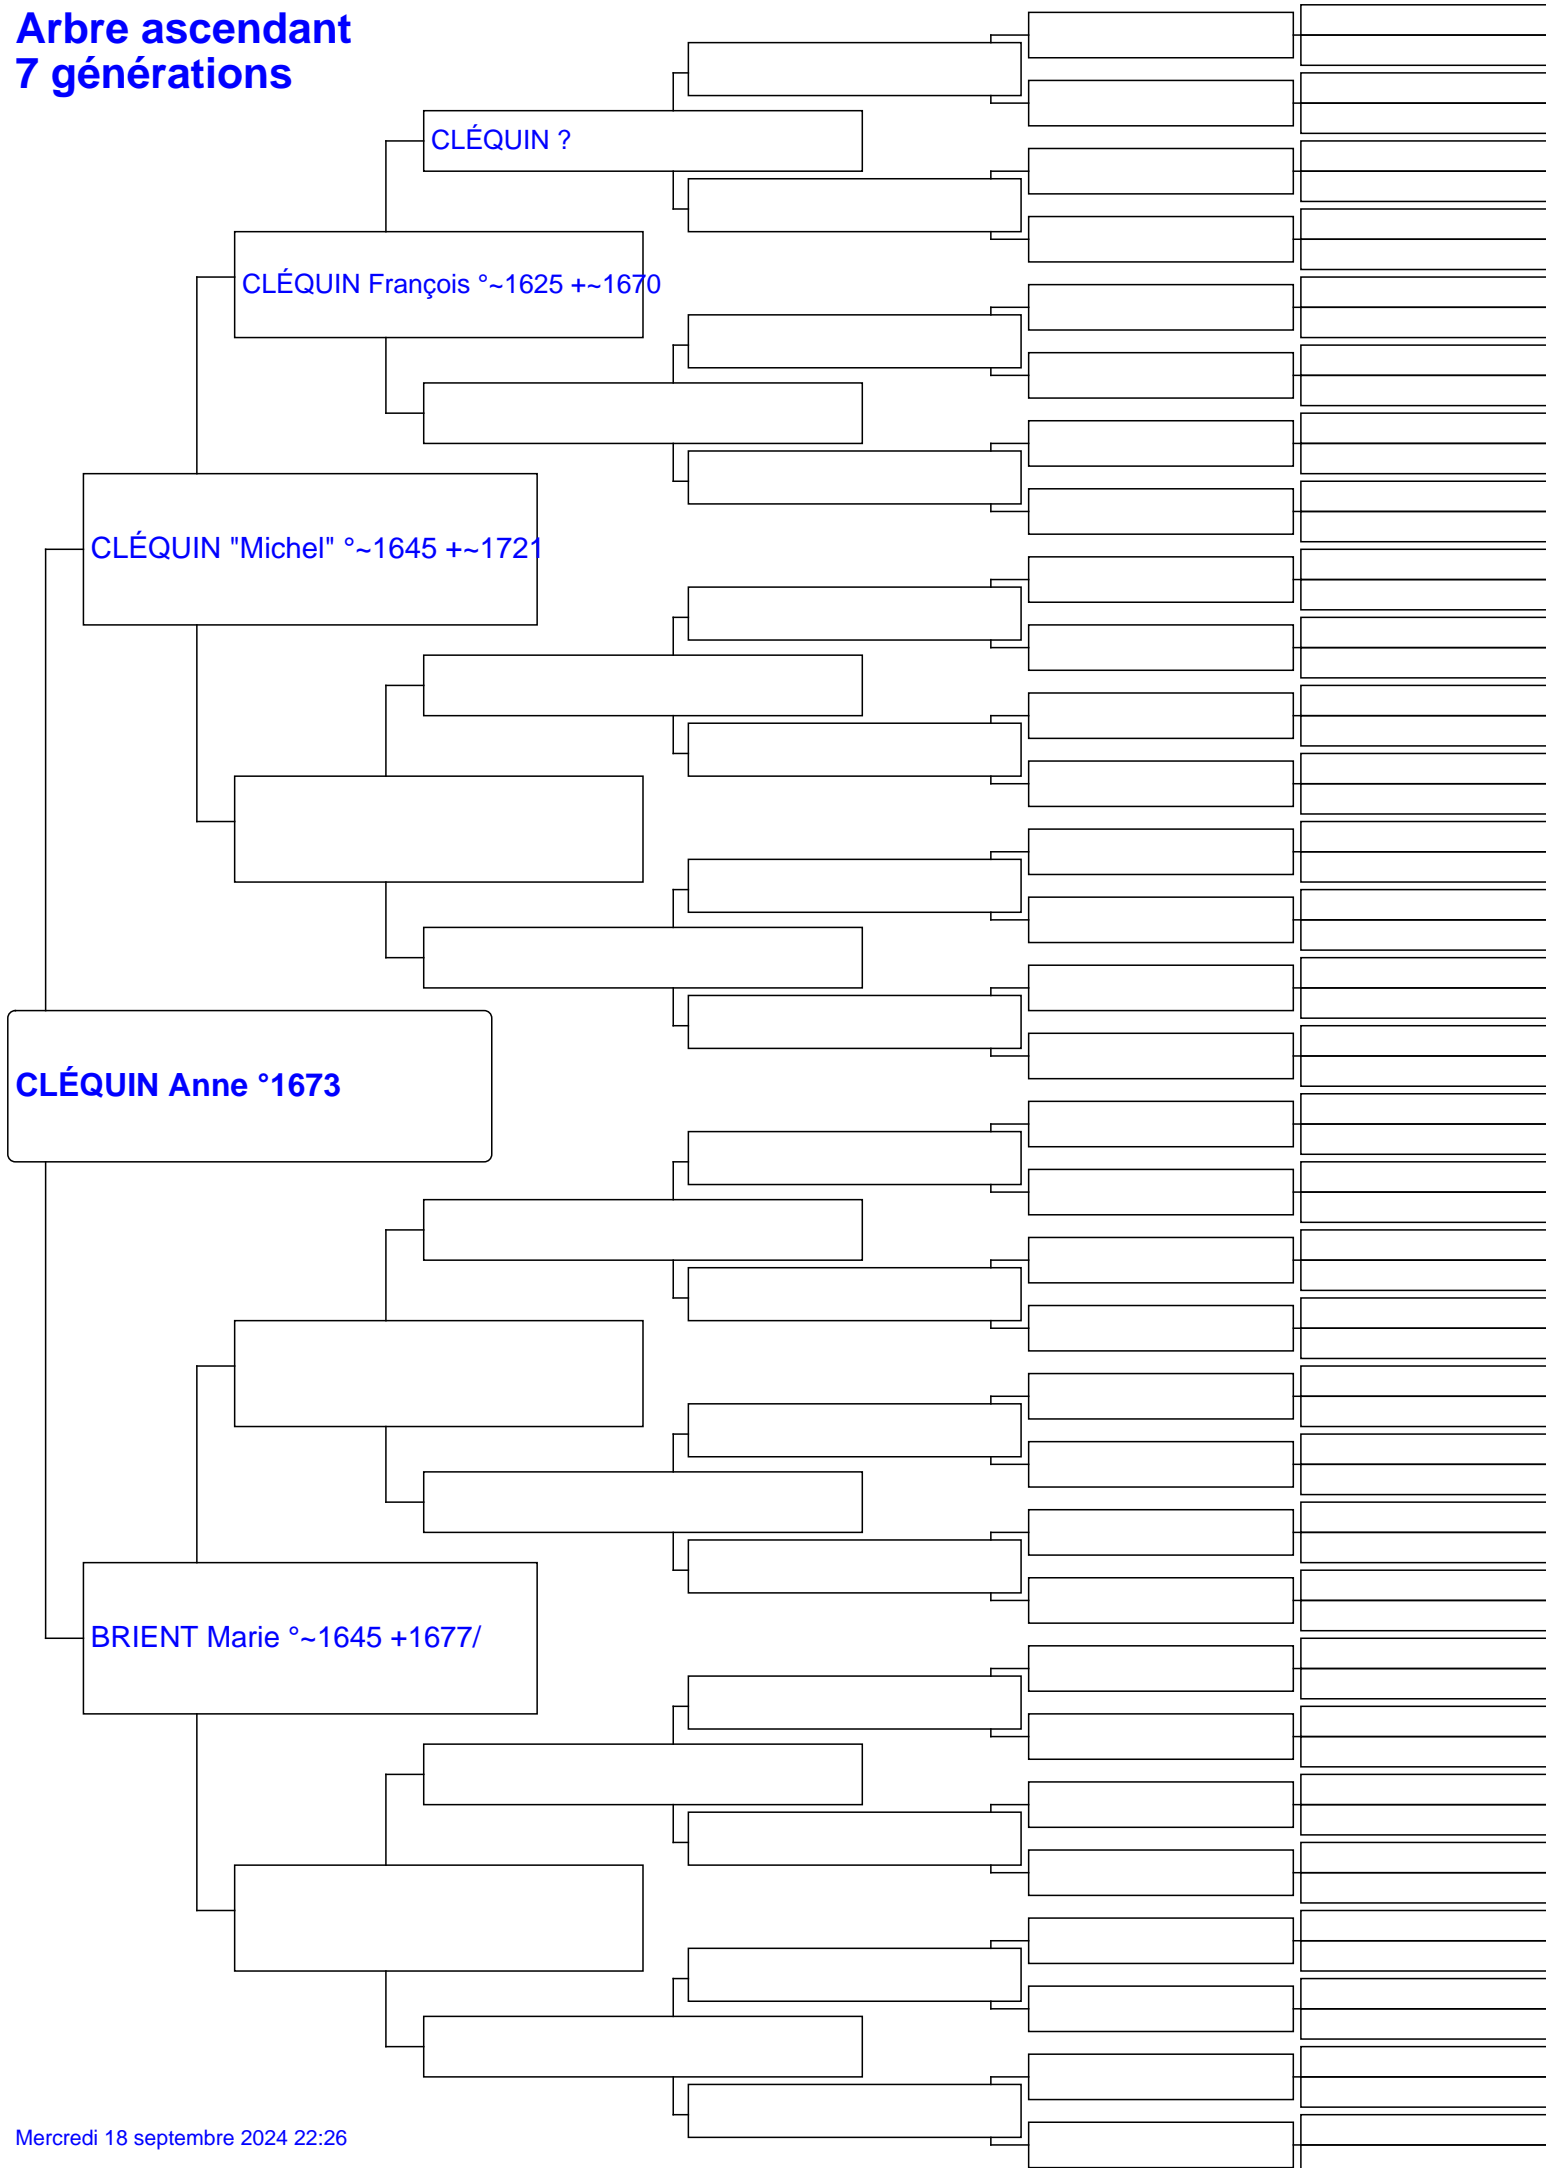 Arbre ascendant
7 générations
CLÉQUIN ?
CLÉQUIN François °~1625 +~1670
CLÉQUIN "Michel" °~1645 +~1721
CLÉQUIN Anne °1673
BRIENT Marie °~1645 +1677/
Mercredi 18 septembre 2024 22:26